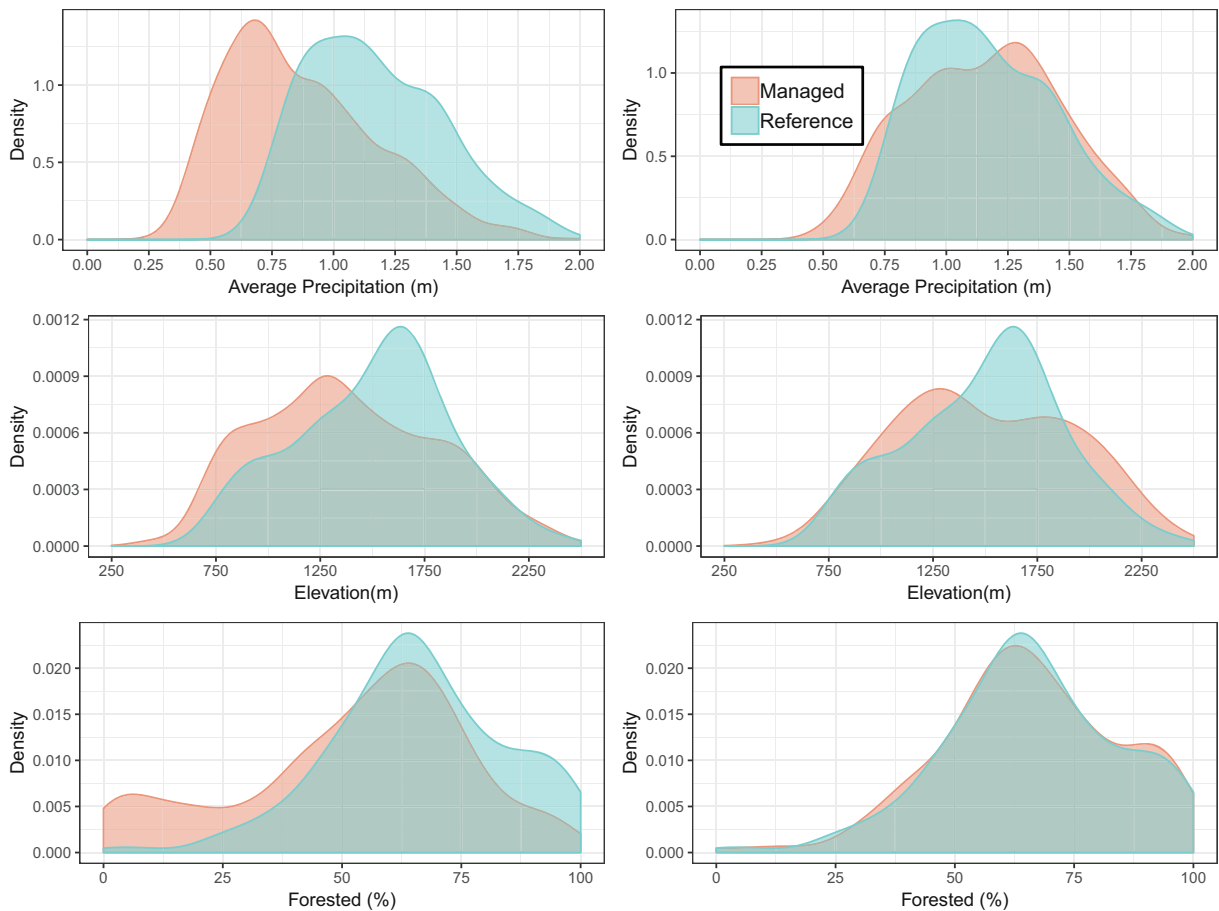 Density
1.0
0.5
0.0
0.00 0.25 0.50 0.75 1.00 1.25 1.50 1.75 2.00
Average Precipitation (m)
Density
1.0
0.5
0.0
Managed
Reference
0.00 0.25 0.50 0.75 1.00 1.25 1.50 1.75 2.00
Average Precipitation (m)
Density
0.0012
0.0009
0.0006
0.0003
0.0000
250 750 1250 1750 2250
Elevation(m)
Density
0.0012
0.0009
0.0006
0.0003
0.0000
250 750 1250 1750 2250
Elevation(m)
Density
0.020
0.015
0.010
0.005
0.000
0 25 50 75 100
Forested (%)
Density
0.020
0.015
0.010
0.005
0.000
0 25 50 75 100
Forested (%)